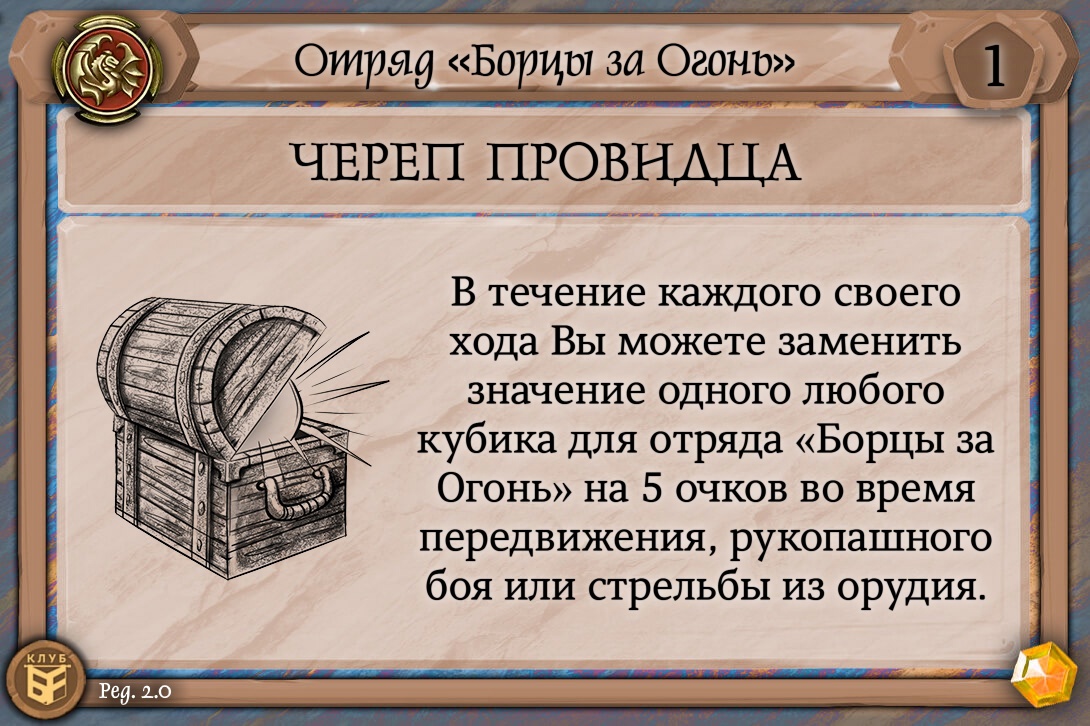 Отряд «Борцы за Огонь»
1
ЧЕРЕП ПРОВИДЦА
В течение каждого своего
хода Вы можете заменить
значение одного любого
кубика для отряда «Борцы за
Огонь» на 5 очков во время
передвижения, рукопашного
боя или стрельбы из орудия.
КЛУБ
Ред. 2.0